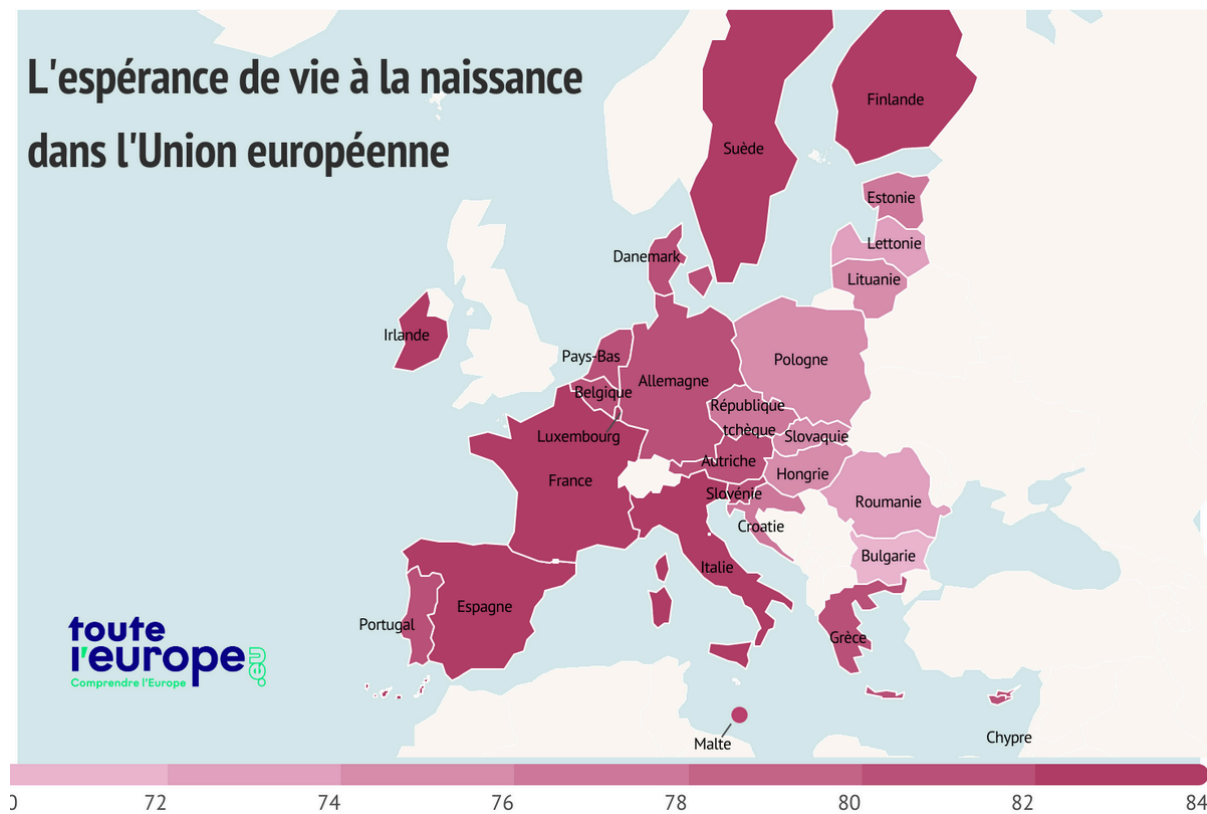 L'espérance de vie à la naissance
dans l'Union européenne
Finlande
Suède
Estonie
Lettonie
Danemark
Lituanie
Irlande
Pays-Bas
Pologne
Allemagne
Belgique
République
tchèque
Luxembourg
Slovaquie
Autriche
Hongrie
France
Slovénie
Roumanie
Croatie
Bulgarie
Italie
Espagne
Portugal
Grèce
toute
l'europe.eu
Comprendre l'Europe
Chypre
Malte
0 72 74 76 78 80 82 84